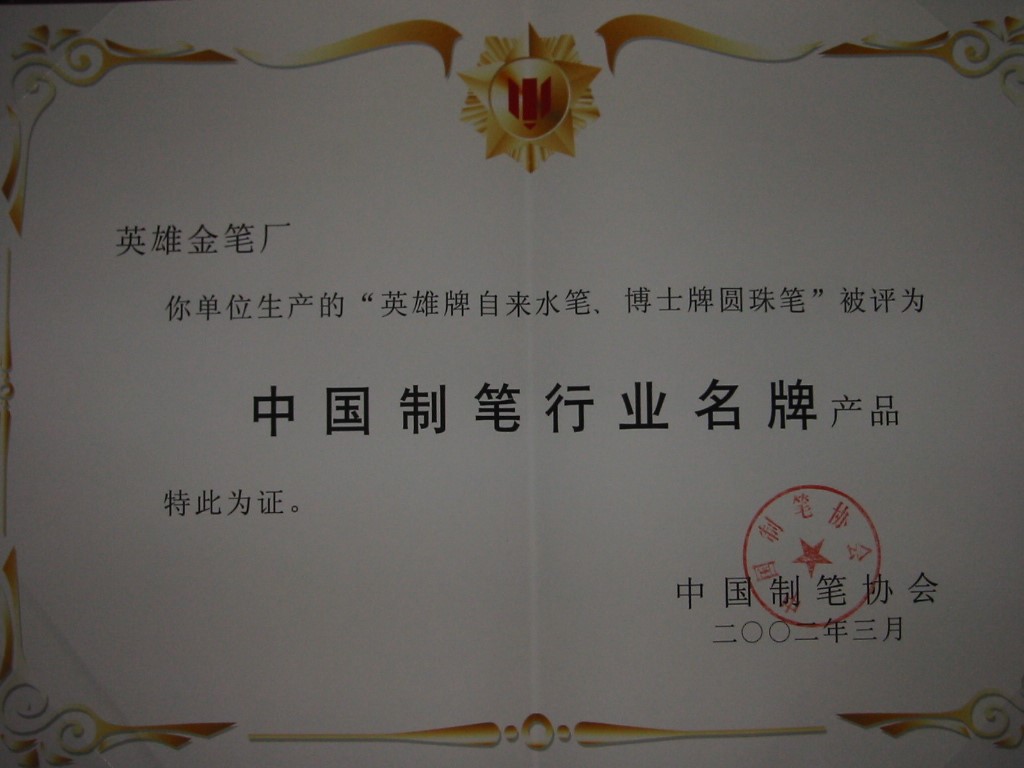 英雄金笔厂
你单位生产的“英雄牌自来水笔、博士牌圆珠笔”被评为
中国制笔行业名牌产品
特此为证。
中国制笔协会
中国制笔协会
二〇〇二年三月